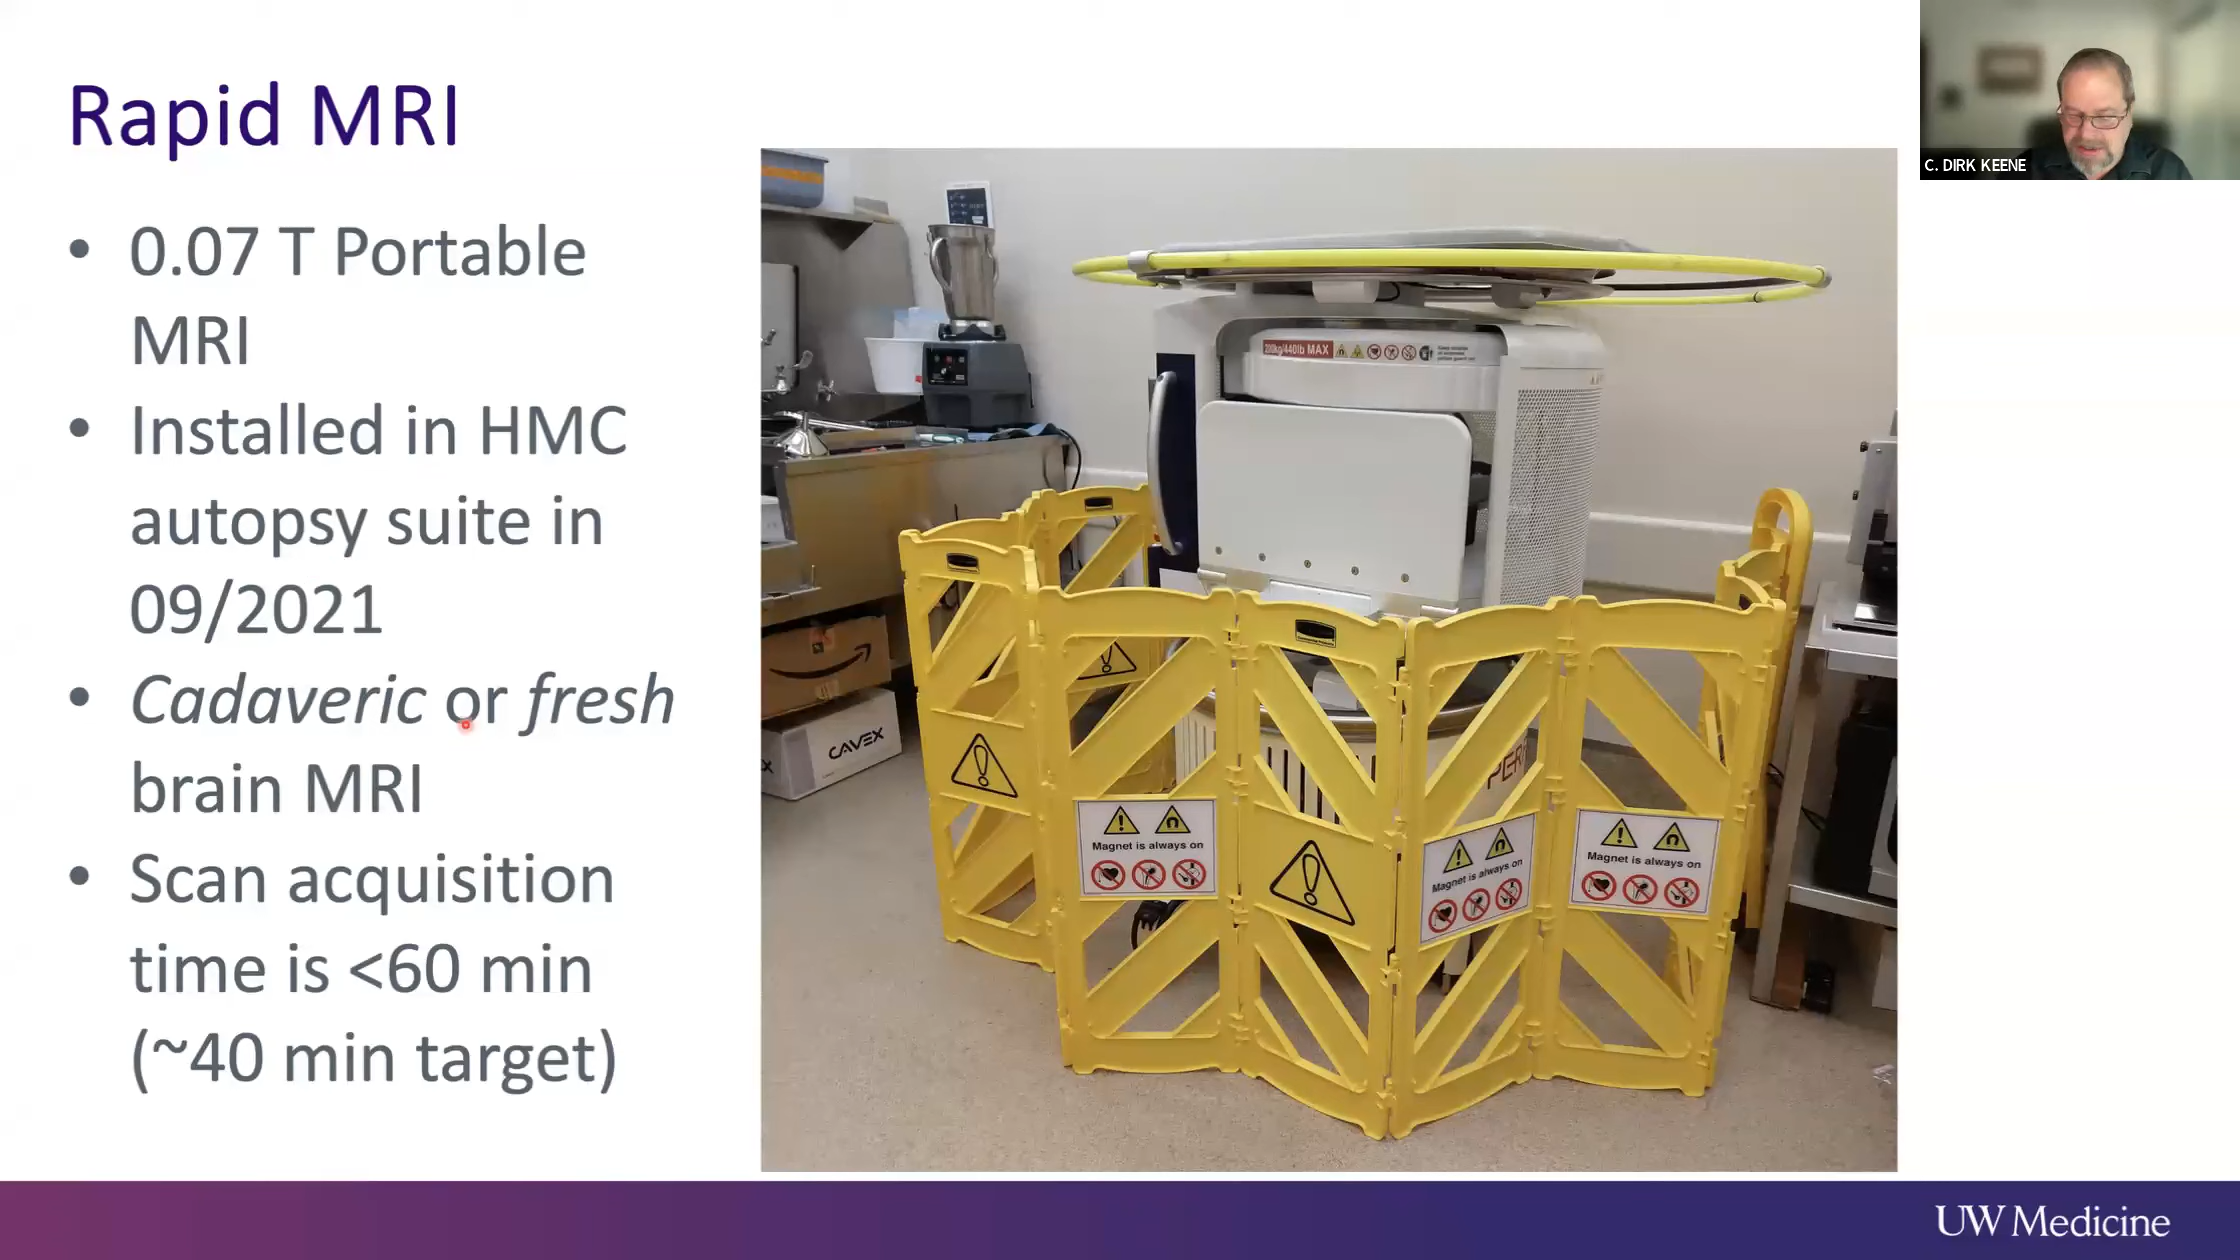 Rapid MRI
C. DIRK KEENE
• 0.07 T Portable
MRI
• Installed in HMC
autopsy suite in
09/2021
• Cadaveric or fresh
brain MRI
• Scan acquisition
time is <60 min
(~40 min target)
200kg/440lb MAX
CAVEX
Magnet is always on
Magnet is always on
Magnet is always on
UW Medicine